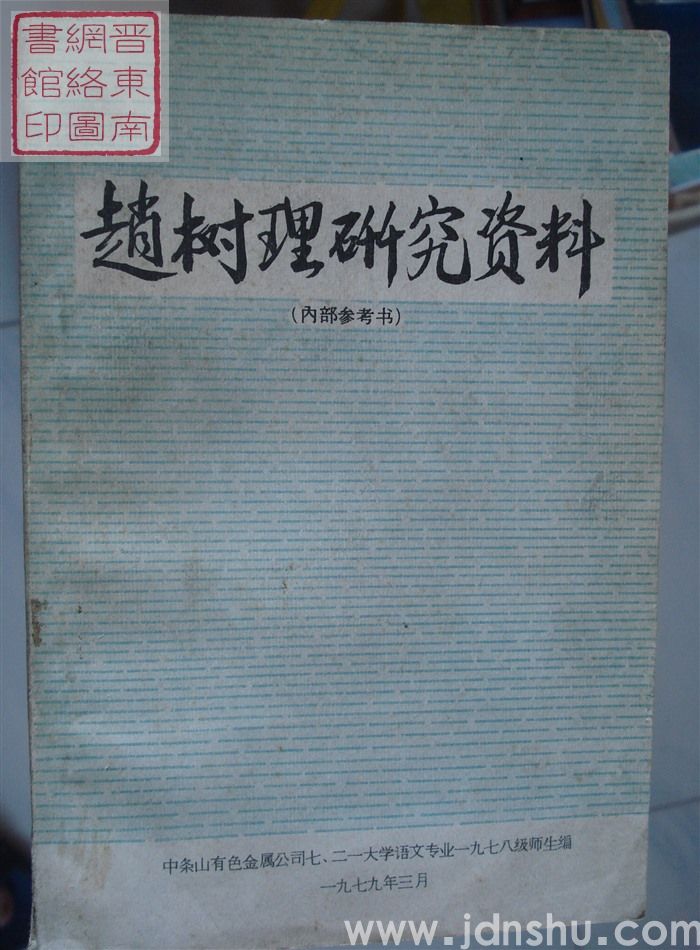 晋東南
網絡圖
書館印
趙树理研究资料
(内部参考书)
中条山有色金属公司七、二一大学语文专业一九七八级师生编
一九七九年三月
www.jdnshu.com